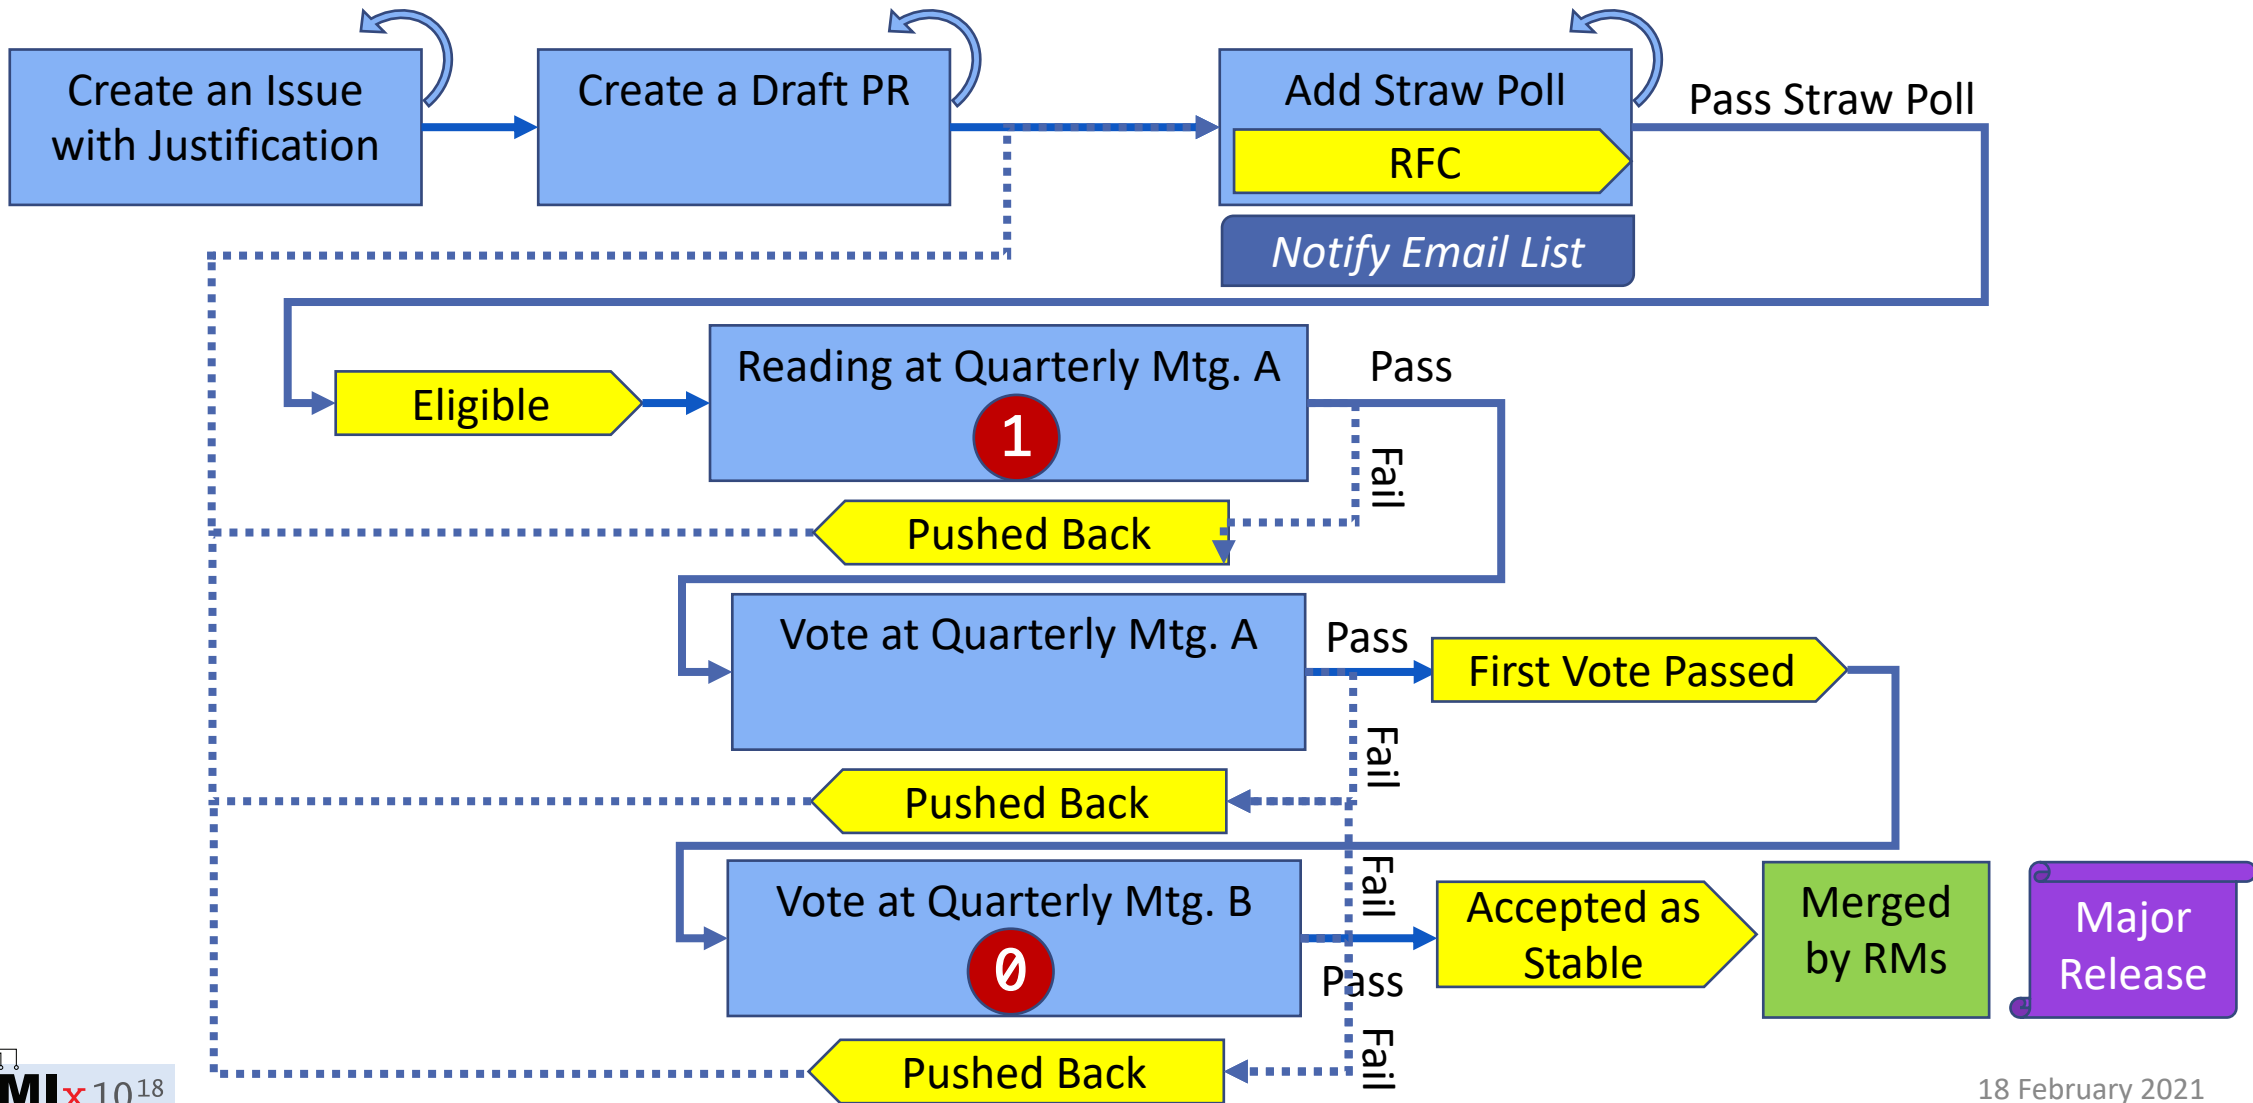 Create an Issue
with Justification
Create a Draft PR
Add Straw Poll
RFC
Pass Straw Poll
Notify Email List
Eligible
Reading at Quarterly Mtg. A
1
Pass
Fail
Pushed Back
Vote at Quarterly Mtg. A
Pass
First Vote Passed
Fail
Pushed Back
Vote at Quarterly Mtg. B
0
Fail
Pass
Accepted as
Stable
Merged
by RMs
Major
Release
Pushed Back
Fail
MI x 10 18
18 February 2021